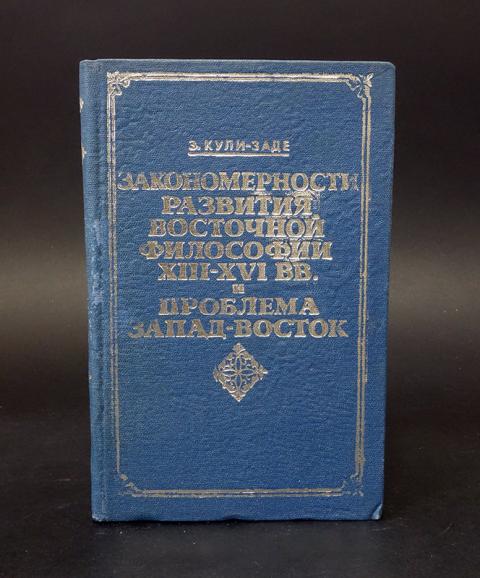 З. КУЛИ-ЗАДЕ
ЗАКОНОМЕРНОСТИ
РАЗВИТИЯ
ВОСТОЧНОЙ
ФИЛОСОФИИ
XIII-XVI ВВ.
И
ПРОБЛЕМА
ЗАПАД-ВОСТОК